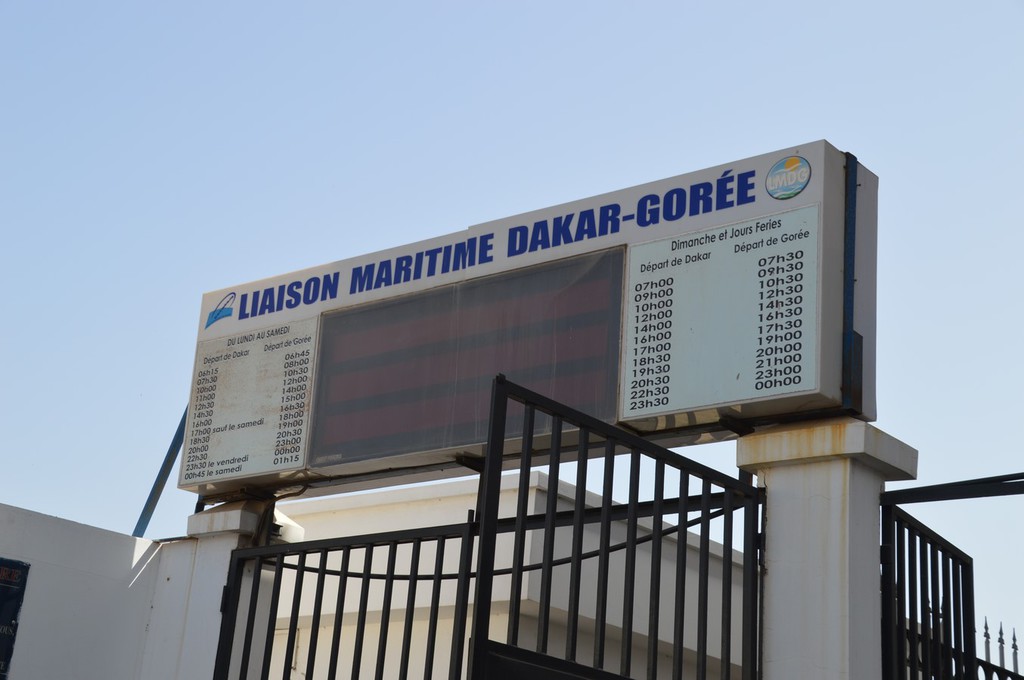 LIAISON MARITIME DAKAR-GORÉE
LMDG
DU LUNDI AU SAMEDI
Départ de Dakar Départ de Gorée
06h15 06h45
07h30 08h00
10h00 10h30
11h00 12h00
12h30 14h00
14h30 15h00
16h00 16h30
17h00 sauf le samedi 18h00
18h30 19h00
20h00 20h30
22h30 23h00
23h30 le vendredi 00h00
00h45 le samedi 01h15
Dimanche et Jours Feries
Départ de Dakar Départ de Gorée
07h00 07h30
09h00 09h30
10h00 10h30
12h00 12h30
14h00 14h30
16h00 16h30
17h00 17h30
18h30 19h00
19h30 20h00
20h30 21h00
22h30 23h00
23h30 00h00